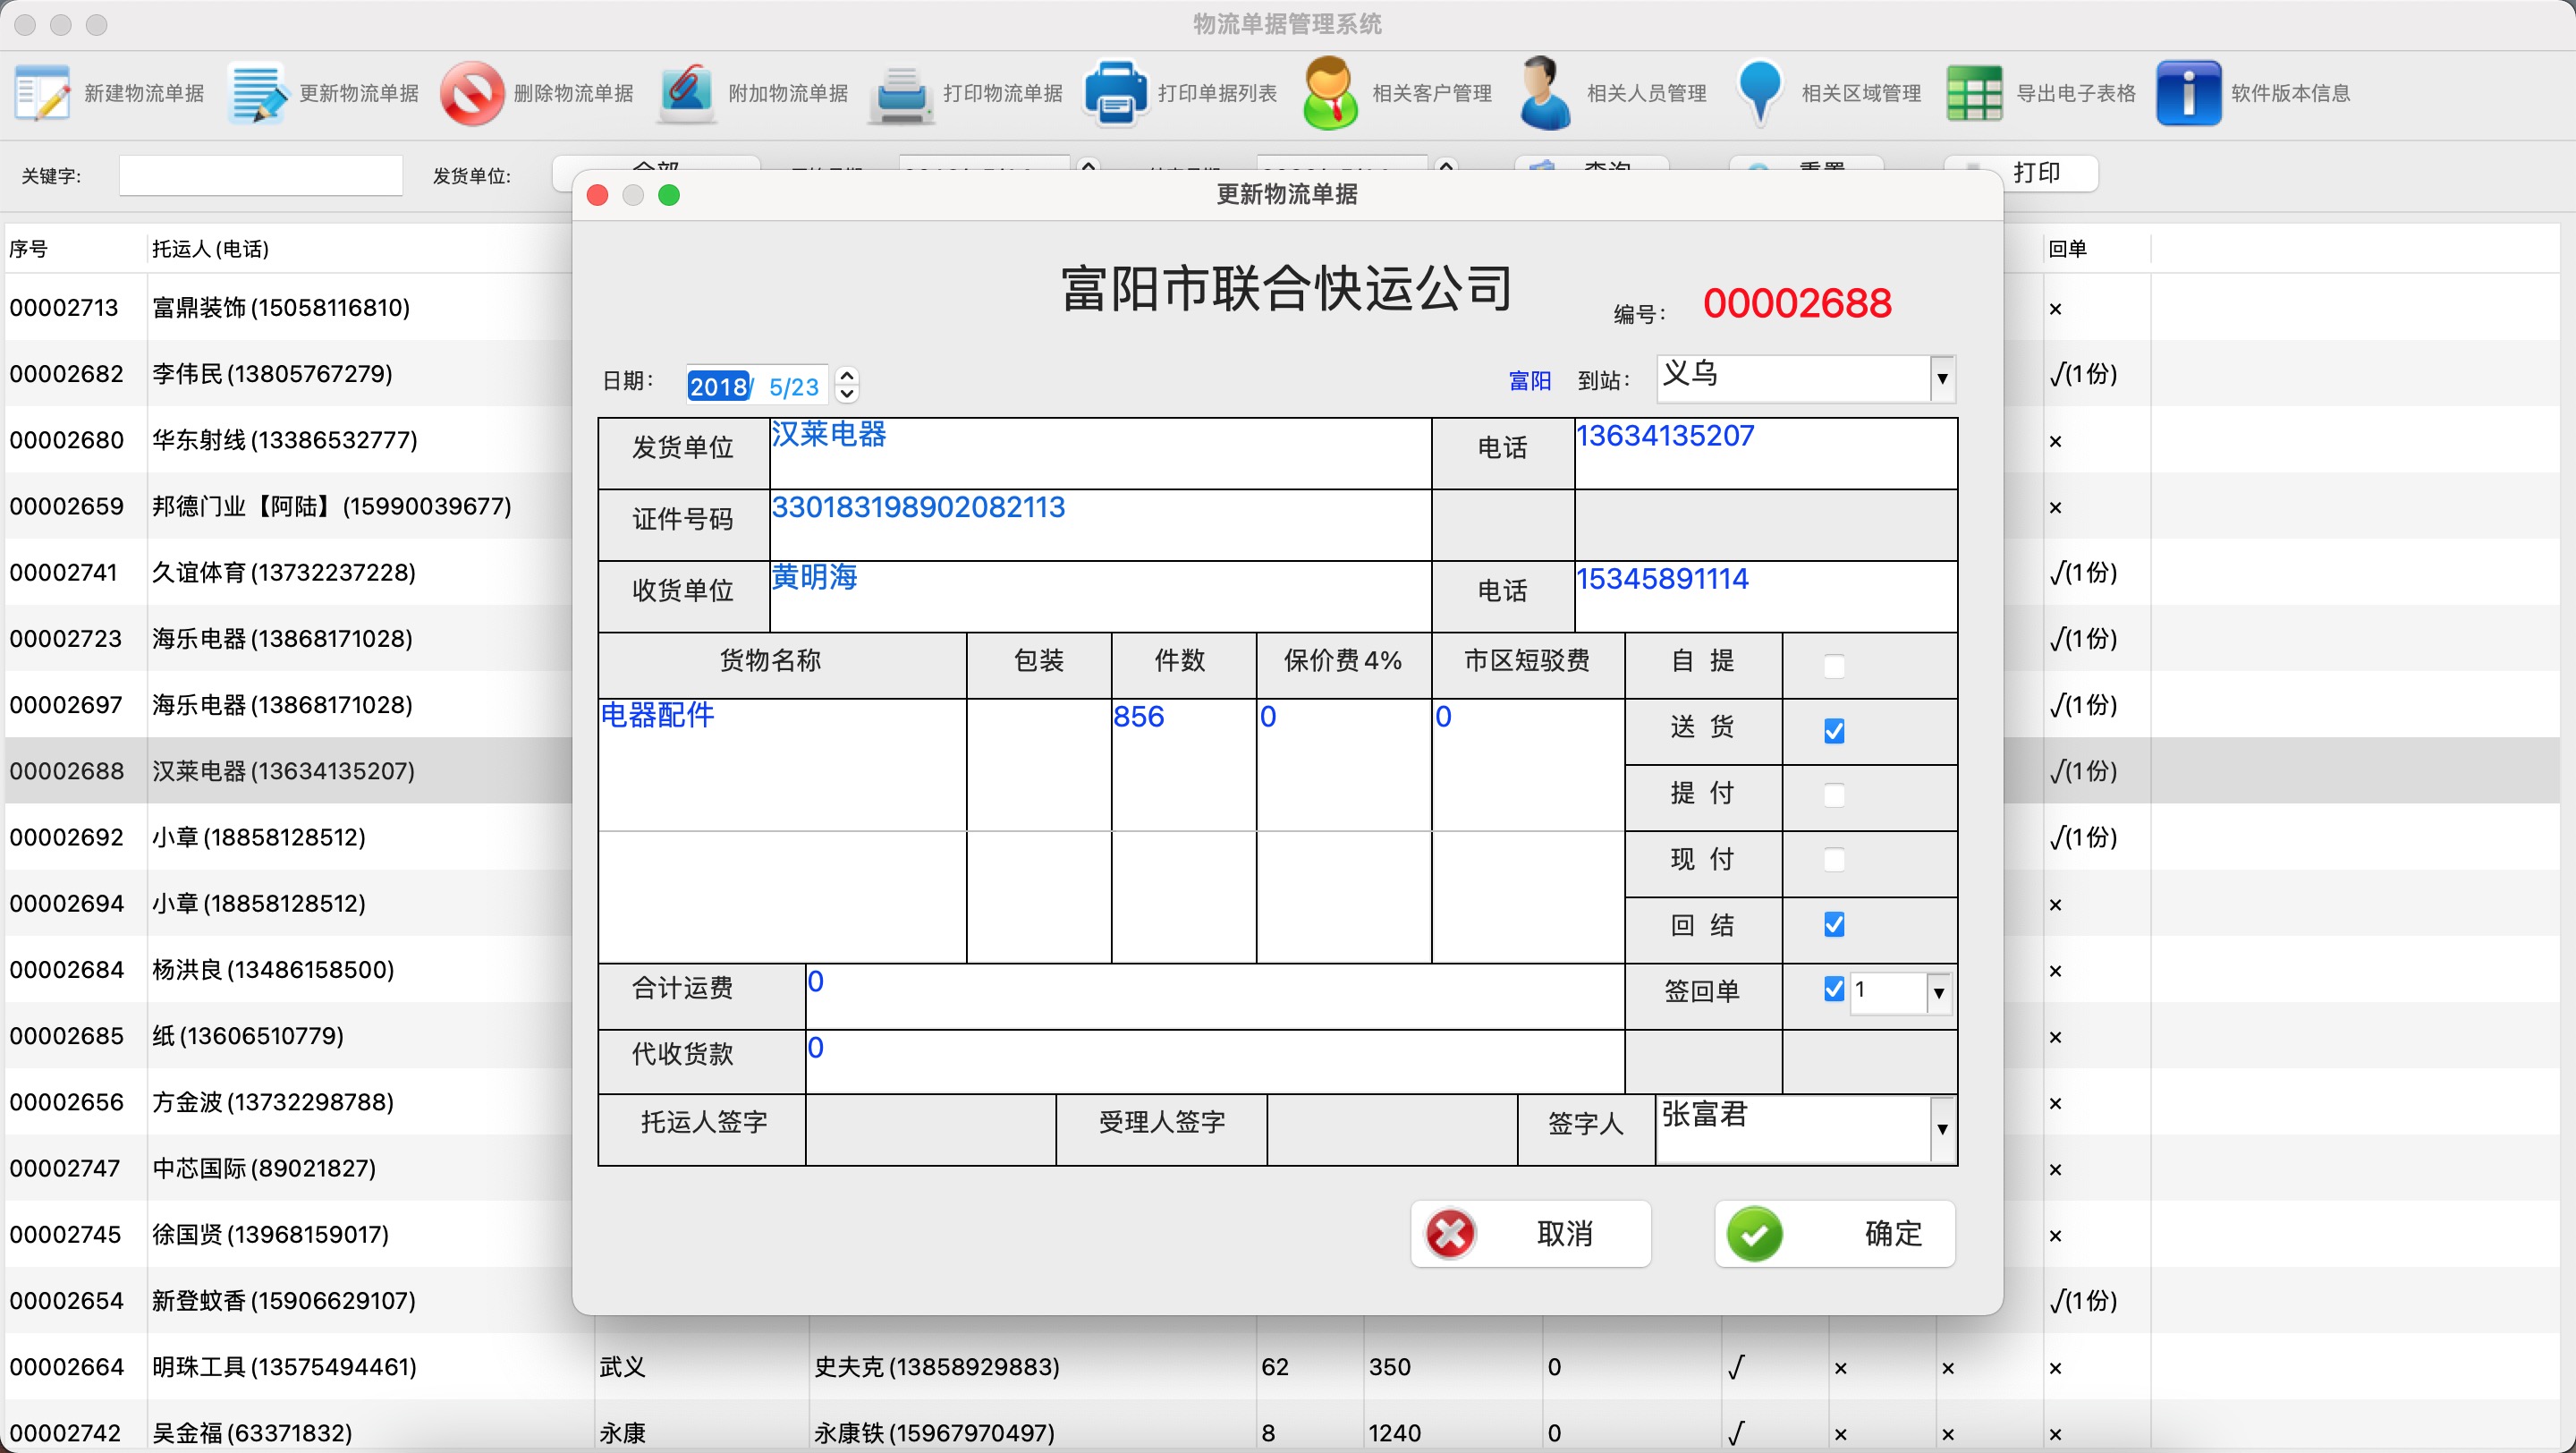 物流单据管理系统
新建物流单据 更新物流单据 删除物流单据 附加物流单据 打印物流单据 打印单据列表 相关客户管理 相关人员管理 相关区域管理 导出电子表格 软件版本信息
关键字: 发货单位: 全部 查询 重置 打印
更新物流单据
序号 托运人(电话) 回单
富阳市联合快运公司 编号: 00002688
日期: 2018/ 5/23 富阳 到站: 义乌
发货单位 汉莱电器 电话 13634135207
证件号码 330183198902082113
收货单位 黄明海 电话 15345891114
货物名称 包装 件数 保价费4% 市区短驳费 自 提
电器配件 856 0 0 送 货
提 付
现 付
回 结
合计运费 0 签回单 1
代收货款 0
托运人签字 受理人签字 签字人 张富君
取消 确定
00002713 富鼎装饰(15058116810) ×
00002682 李伟民(13805767279) √(1份)
00002680 华东射线(13386532777) ×
00002659 邦德门业【阿陆】(15990039677) ×
00002741 久谊体育(13732237228) √(1份)
00002723 海乐电器(13868171028) √(1份)
00002697 海乐电器(13868171028) √(1份)
00002688 汉莱电器(13634135207) √(1份)
00002692 小章(18858128512) √(1份)
00002694 小章(18858128512) ×
00002684 杨洪良(13486158500) ×
00002685 纸(13606510779) ×
00002656 方金波(13732298788) ×
00002747 中芯国际(89021827) ×
00002745 徐国贤(13968159017) ×
00002654 新登蚊香(15906629107) √(1份)
00002664 明珠工具(13575494461) 武义 史夫克(13858929883) 62 350 0 √ × × ×
00002742 吴金福(63371832) 永康 永康铁(15967970497) 8 1240 0 √ × × ×